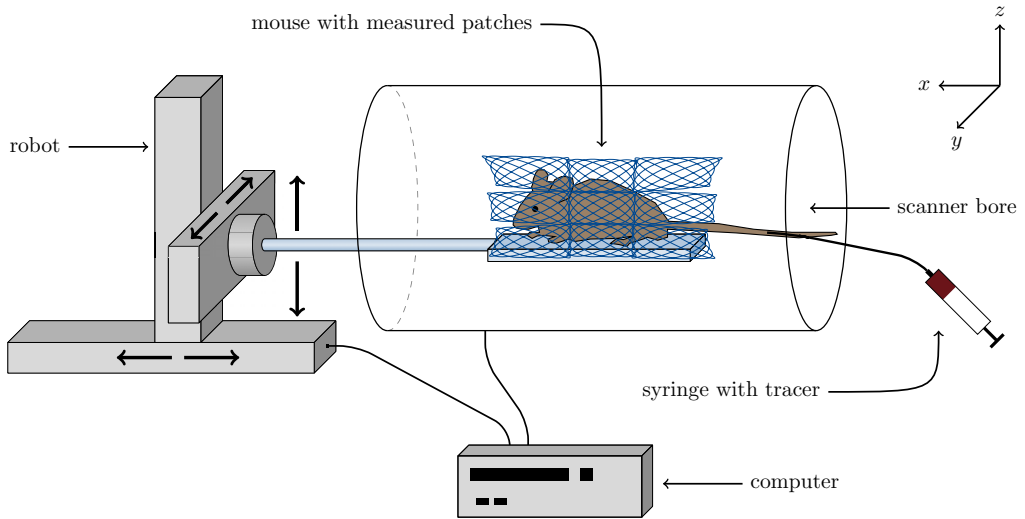 mouse with measured patches
z
x
y
robot
scanner bore
syringe with tracer
computer